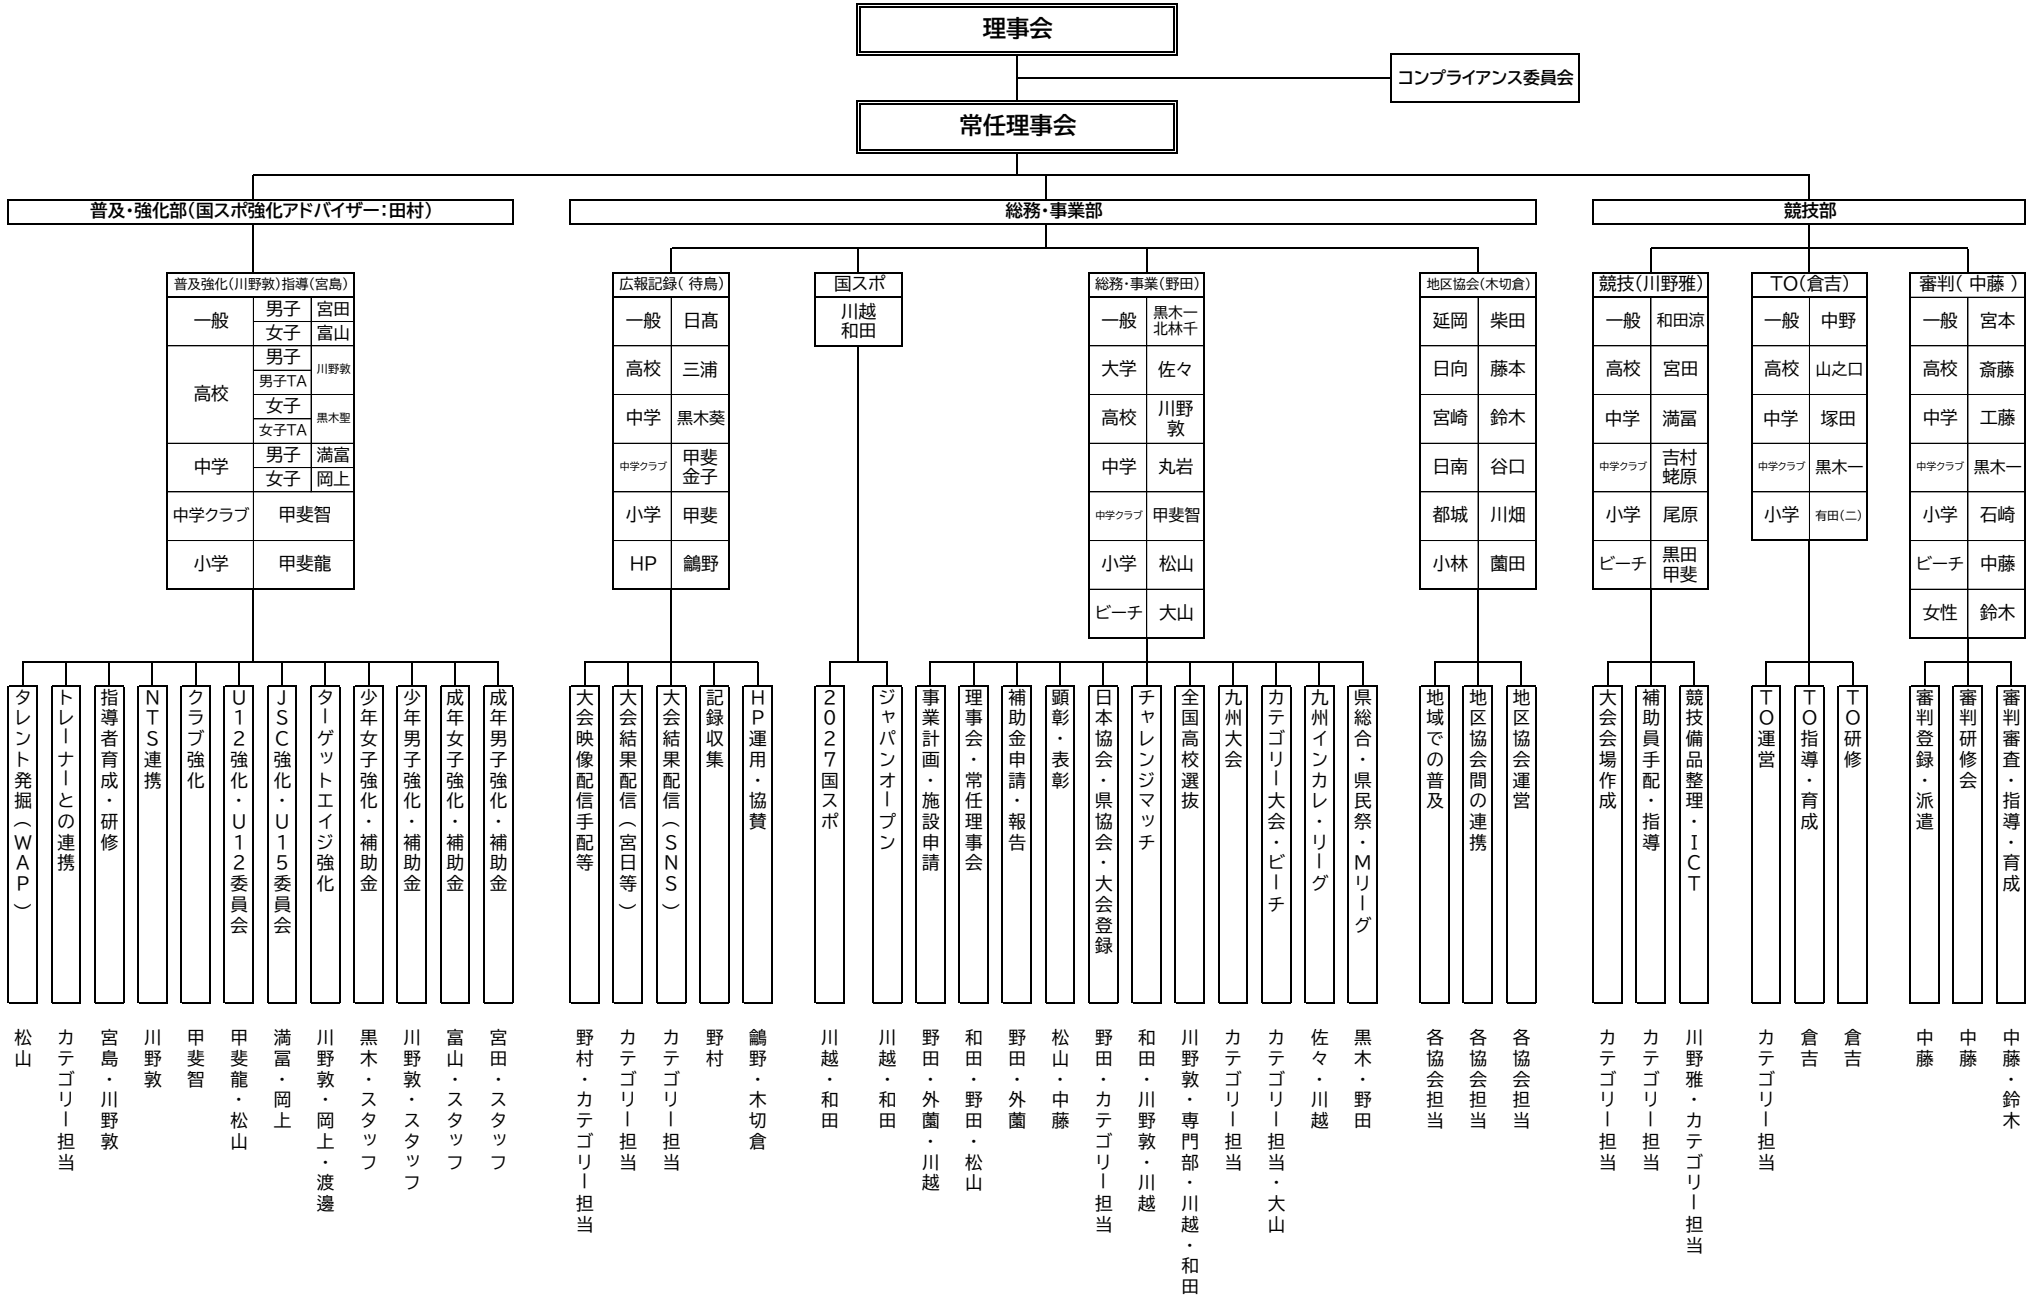 理事会
コンプライアンス委員会
常任理事会
普及・強化部（国スポ強化アドバイザー：田村）
総務・事業部
競技部
普及強化（川野敦）指導（宮島）
一般
男子
宮田
女子
富山
高校
男子
男子TA
川野敦
女子
女子TA
黒木聖
中学
男子
満富
女子
岡上
中学クラブ
甲斐智
小学
甲斐龍
広報記録（ 待鳥）
一般
日髙
高校
三浦
中学
黒木葵
中学クラブ
甲斐
金子
小学
甲斐
HP
鸙野
国スポ
川越
和田
総務・事業（野田）
一般
黒木一
北林千
大学
佐々
高校
川野
敦
中学
丸岩
中学クラブ
甲斐智
小学
松山
ビーチ
大山
地区協会（木切倉）
延岡
柴田
日向
藤本
宮崎
鈴木
日南
谷口
都城
川畑
小林
薗田
競技（川野雅）
一般
和田涼
高校
宮田
中学
満冨
中学クラブ
吉村
蛯原
小学
尾原
ビーチ
黒田
甲斐
TO（倉吉）
一般
中野
高校
山之口
中学
塚田
中学クラブ
黒木一
小学
有田（二）
審判（ 中藤 ）
一般
宮本
高校
斎藤
中学
工藤
中学クラブ
黒木一
小学
石崎
ビーチ
中藤
女性
鈴木
タレント発掘（WAP）
トレーナーとの連携
指導者育成・研修
NTS連携
クラブ強化
U12強化・U12委員会
JSC強化・U15委員会
ターゲットエイジ強化
少年女子強化・補助金
少年男子強化・補助金
成年女子強化・補助金
成年男子強化・補助金
大会映像配信手配等
大会結果配信（宮日等）
大会結果配信（SNS）
記録収集
HP運用・協賛
2027国スポ
ジャパンオープン
事業計画・施設申請
理事会・常任理事会
補助金申請・報告
顕彰・表彰
日本協会・県協会・大会登録
チャレンジマッチ
全国高校選抜
九州大会
カテゴリー大会・ビーチ
九州インカレ・リーグ
県総合・県民祭・Mリーグ
地域での普及
地区協会間の連携
地区協会運営
大会会場作成
補助員手配・指導
競技備品整理・ICT
TO運営
TO指導・育成
TO研修
審判登録・派遣
審判研修会
審判審査・指導・育成
松山
カテゴリー担当
宮島・川野敦
川野敦
甲斐智
甲斐龍・松山
満冨・岡上
川野敦・岡上・渡邊
黒木・スタッフ
川野敦・スタッフ
富山・スタッフ
宮田・スタッフ
野村・カテゴリー担当
カテゴリー担当
カテゴリー担当
野村
鸙野・木切倉
川越・和田
川越・和田
野田・外薗・川越
和田・野田・松山
野田・外薗
松山・中藤
野田・カテゴリー担当
和田・川野敦・川越
川野敦・専門部・川越・和田
カテゴリー担当
カテゴリー担当・大山
佐々・川越
黒木・野田
各協会担当
各協会担当
各協会担当
カテゴリー担当
カテゴリー担当
川野雅・カテゴリー担当
カテゴリー担当
倉吉
倉吉
中藤
中藤
中藤・鈴木